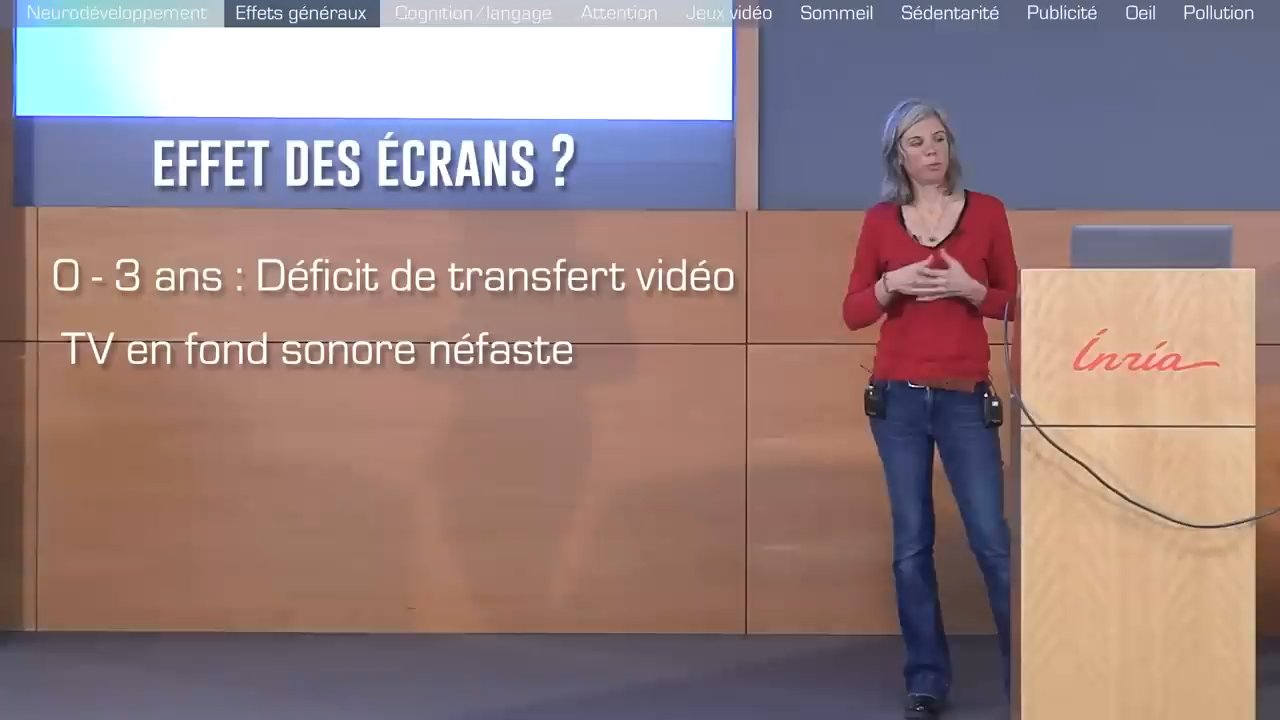 Neurodéveloppement Effets généraux Cognition/langage Attention Jeux vidéo Sommeil Sédentarité Publicité Oeil Pollution
EFFET DES ÉCRANS ?
0 - 3 ans : Déficit de transfert vidéo
TV en fond sonore néfaste
Inria